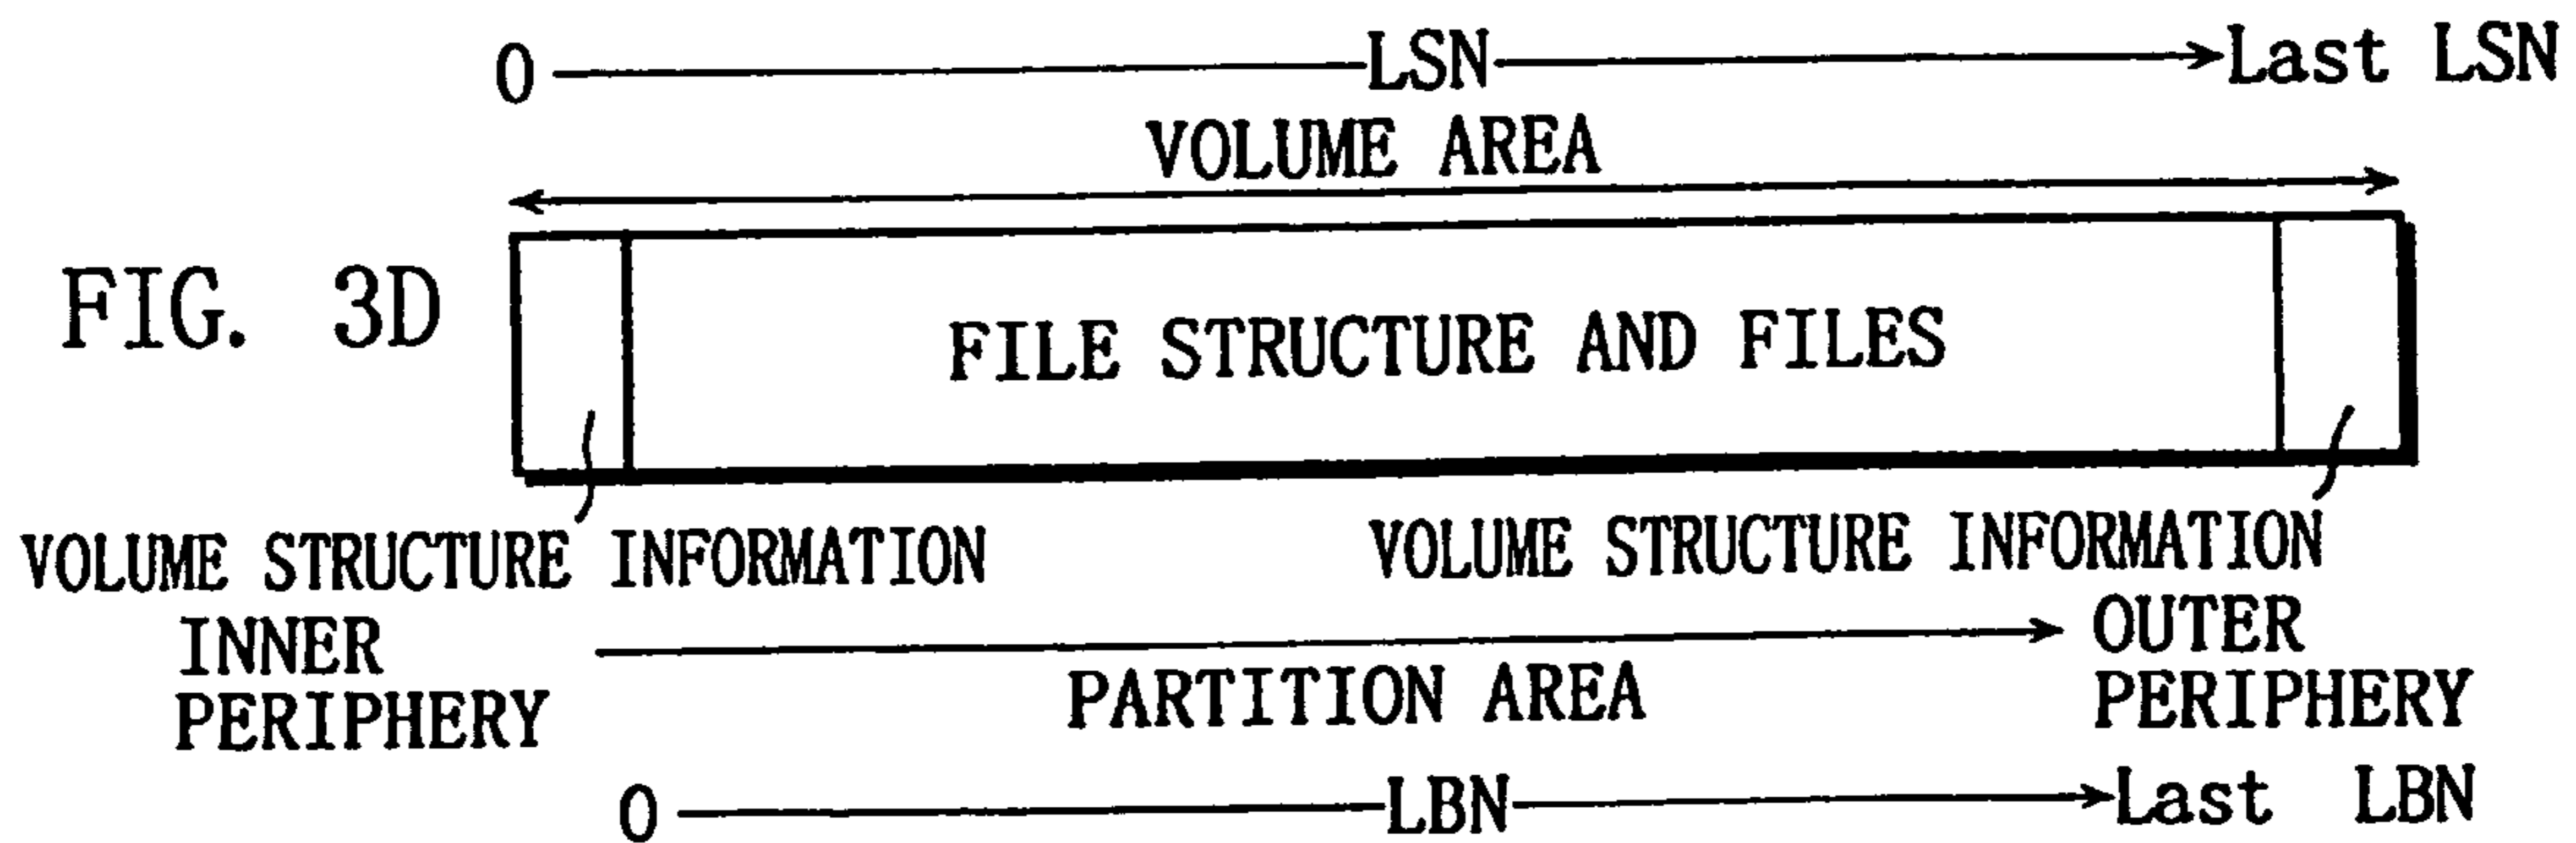 0 LSN Last LSN
VOLUME AREA
FIG. 3D
FILE STRUCTURE AND FILES
VOLUME STRUCTURE INFORMATION
VOLUME STRUCTURE INFORMATION
INNER
PERIPHERY
PARTITION AREA
OUTER
PERIPHERY
0 LBN Last LBN